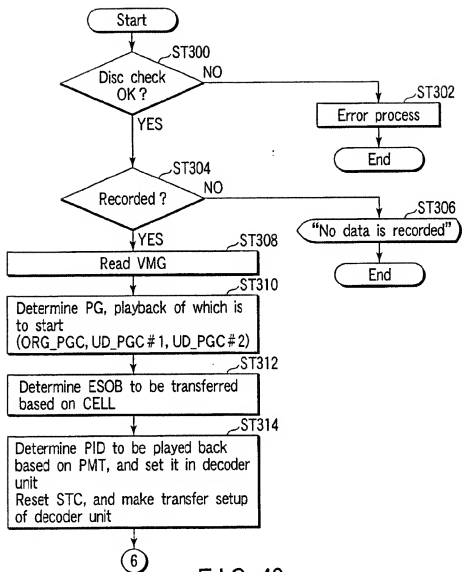 Start
ST300
Disc check
OK?
NO
YES
ST302
Error process
End
ST304
Recorded?
NO
YES
ST306
"No data is recorded"
End
ST308
Read VMG
ST310
Determine PG, playback of which is
to start
(ORG_PGC, UD_PGC#1, UD_PGC#2)
ST312
Determine ESOB to be transferred
based on CELL
ST314
Determine PID to be played back
based on PMT, and set it in decoder
unit
Reset STC, and make transfer setup
of decoder unit
6